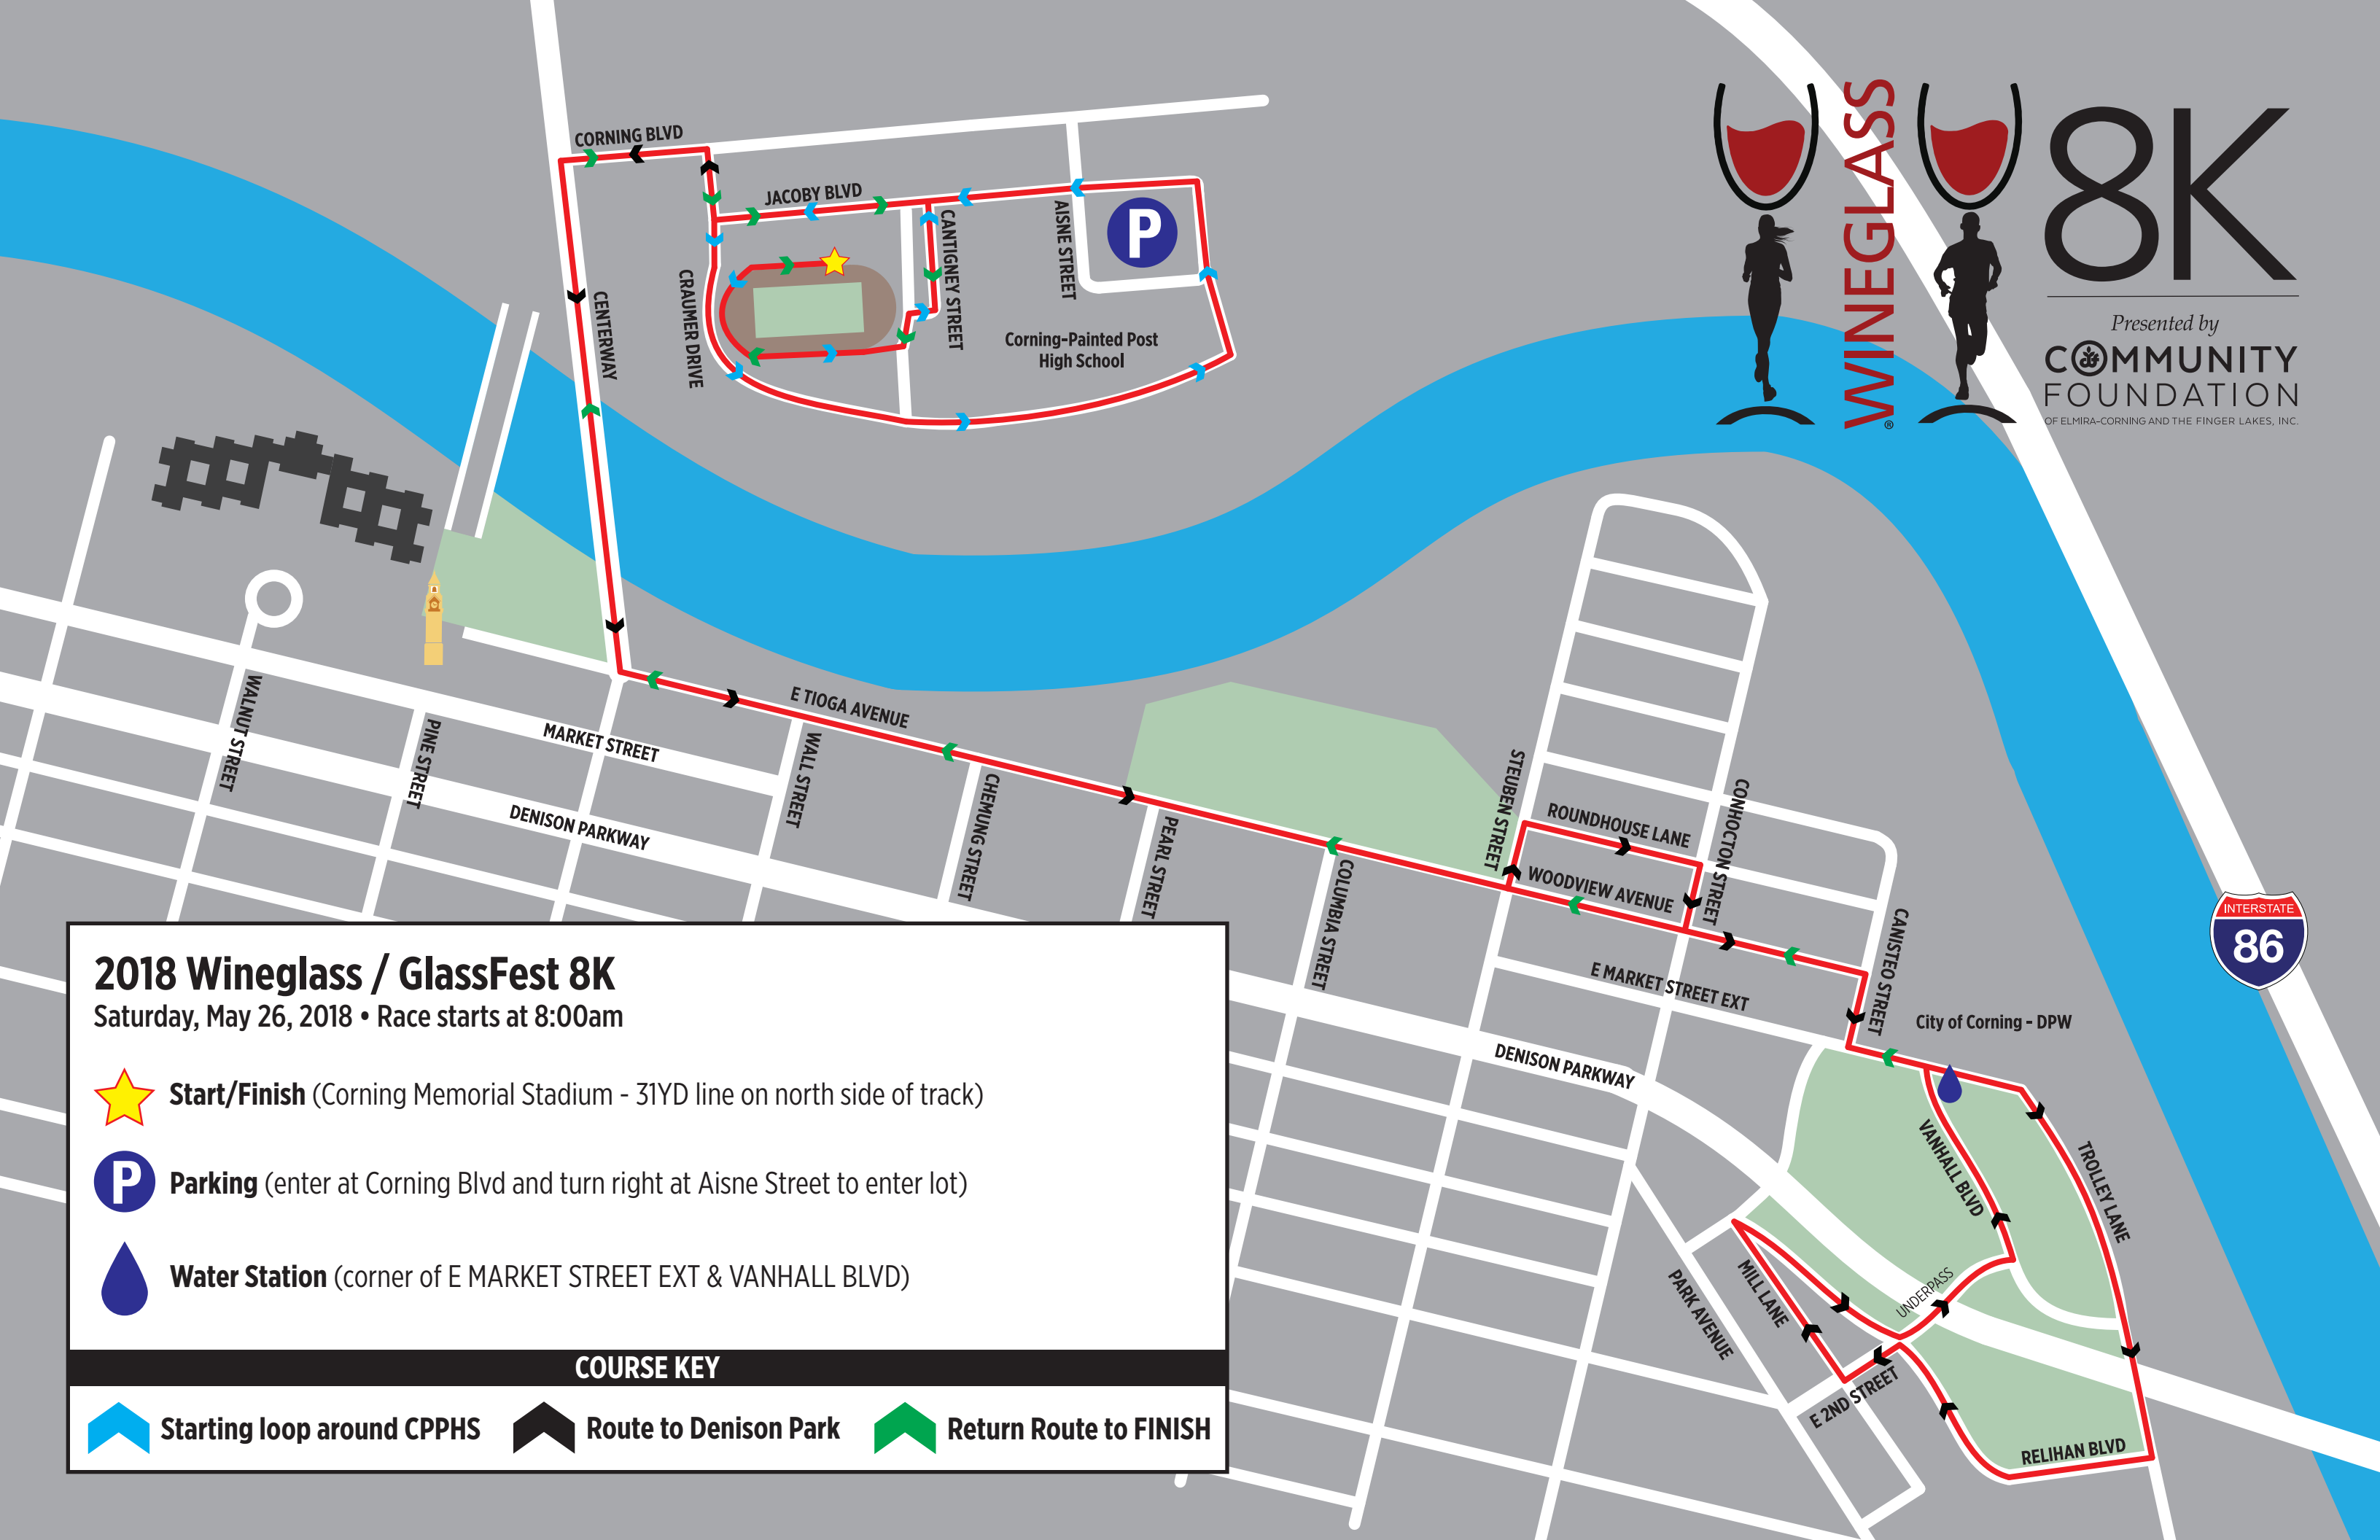 WINEGLASS
®
8K
Presented by
COMMUNITY
FOUNDATION
OF ELMIRA-CORNING AND THE FINGER LAKES, INC.
CORNING BLVD
JACOBY BLVD
CENTERWAY
CRAUMER DRIVE
CANTIGNEY STREET
AISNE STREET
P
Corning-Painted Post
High School
E TIOGA AVENUE
WALNUT STREET
PINE STREET
MARKET STREET
DENISON PARKWAY
WALL STREET
CHEMUNG STREET
PEARL STREET
COLUMBIA STREET
STEUBEN STREET
ROUNDHOUSE LANE
WOODVIEW AVENUE
CONHOCTON STREET
CANISTEO STREET
E MARKET STREET EXT
City of Corning - DPW
DENISON PARKWAY
INTERSTATE
86
VANHALL BLVD
TROLLEY LANE
UNDERPASS
MILL LANE
PARK AVENUE
E 2ND STREET
RELIHAN BLVD
2018 Wineglass / GlassFest 8K
Saturday, May 26, 2018 • Race starts at 8:00am
Start/Finish (Corning Memorial Stadium - 31YD line on north side of track)
P Parking (enter at Corning Blvd and turn right at Aisne Street to enter lot)
Water Station (corner of E MARKET STREET EXT & VANHALL BLVD)
COURSE KEY
Starting loop around CPPHS Route to Denison Park Return Route to FINISH